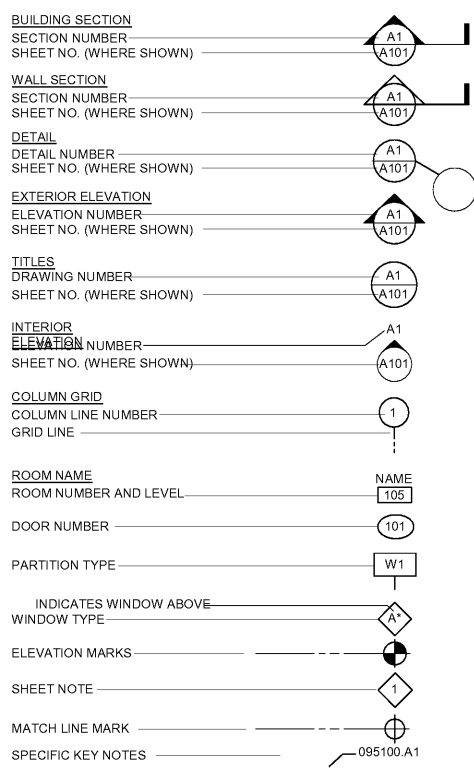 BUILDING SECTION
SECTION NUMBER A1
SHEET NO. (WHERE SHOWN) A101
WALL SECTION
SECTION NUMBER A1
SHEET NO. (WHERE SHOWN) A101
DETAIL
DETAIL NUMBER A1
SHEET NO. (WHERE SHOWN) A101
EXTERIOR ELEVATION
ELEVATION NUMBER A1
SHEET NO. (WHERE SHOWN) A101
TITLES
DRAWING NUMBER A1
SHEET NO. (WHERE SHOWN) A101
INTERIOR A1
ELEVATION
ELEVATION NUMBER
SHEET NO. (WHERE SHOWN) A101
COLUMN GRID
COLUMN LINE NUMBER 1
GRID LINE
ROOM NAME NAME
ROOM NUMBER AND LEVEL 105
DOOR NUMBER 101
PARTITION TYPE W1
INDICATES WINDOW ABOVE
WINDOW TYPE A*
ELEVATION MARKS
SHEET NOTE 1
MATCH LINE MARK
SPECIFIC KEY NOTES 095100.A1